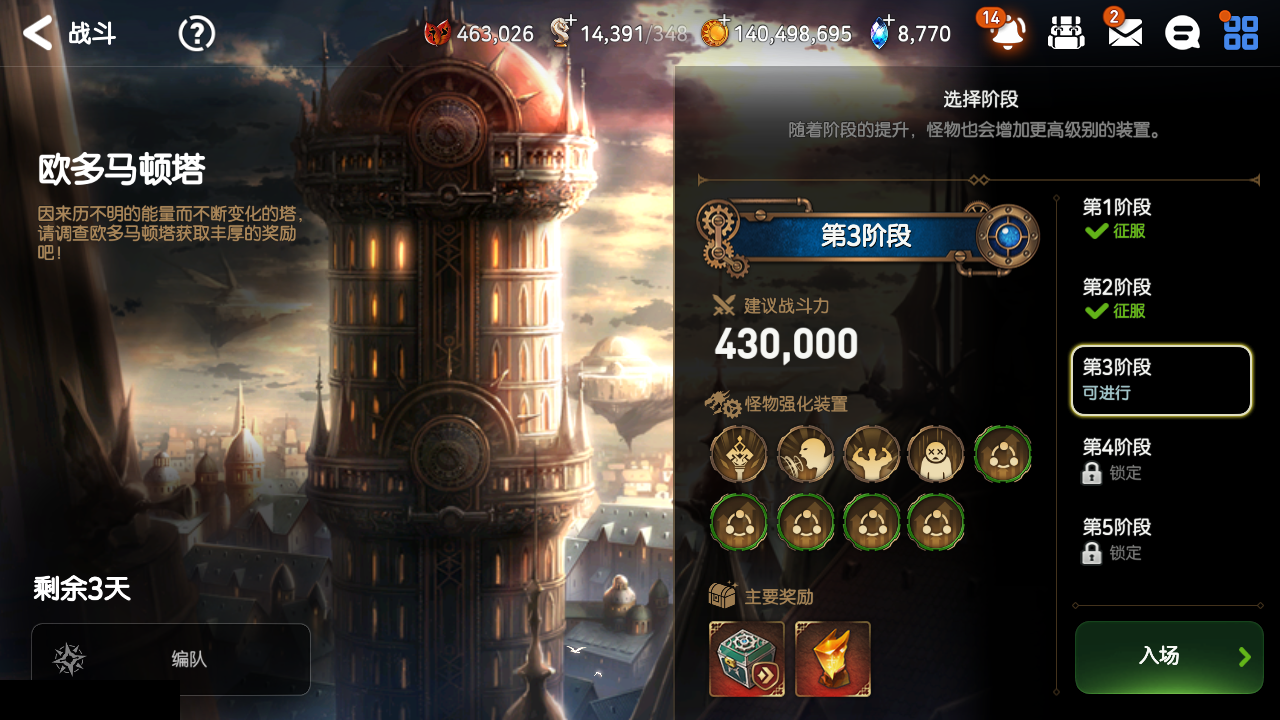 战斗
?
463,026
14,391/348
140,498,695
8,770
14
2
欧多马顿塔
因来历不明的能量而不断变化的塔，
请调查欧多马顿塔获取丰厚的奖励
吧！
剩余3天
编队
选择阶段
随着阶段的提升，怪物也会增加更高级别的装置。
第3阶段
建议战斗力
430,000
怪物强化装置
主要奖励
第1阶段
征服
第2阶段
征服
第3阶段
可进行
第4阶段
锁定
第5阶段
锁定
入场